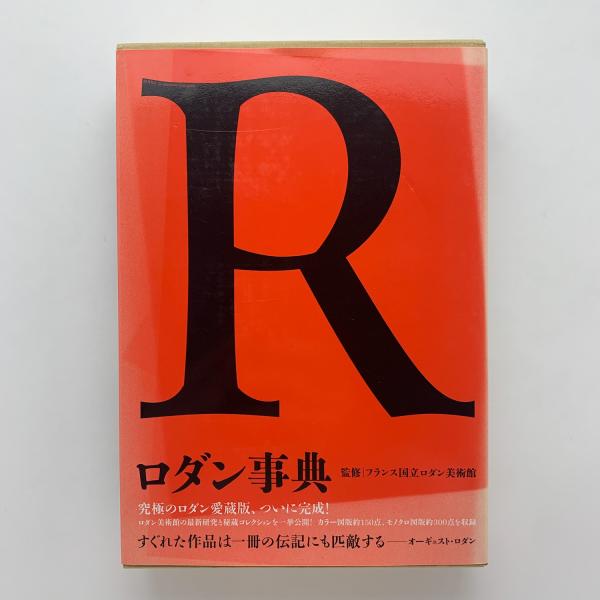 R
ロダン事典 監修|フランス国立ロダン美術館
究極のロダン愛蔵版、ついに完成!
ロダン美術館の最新研究と秘蔵コレクションを一挙公開! カラー図版約150点、モノクロ図版約300点を収録
すぐれた作品は一冊の伝記にも匹敵する——オーギュスト・ロダン